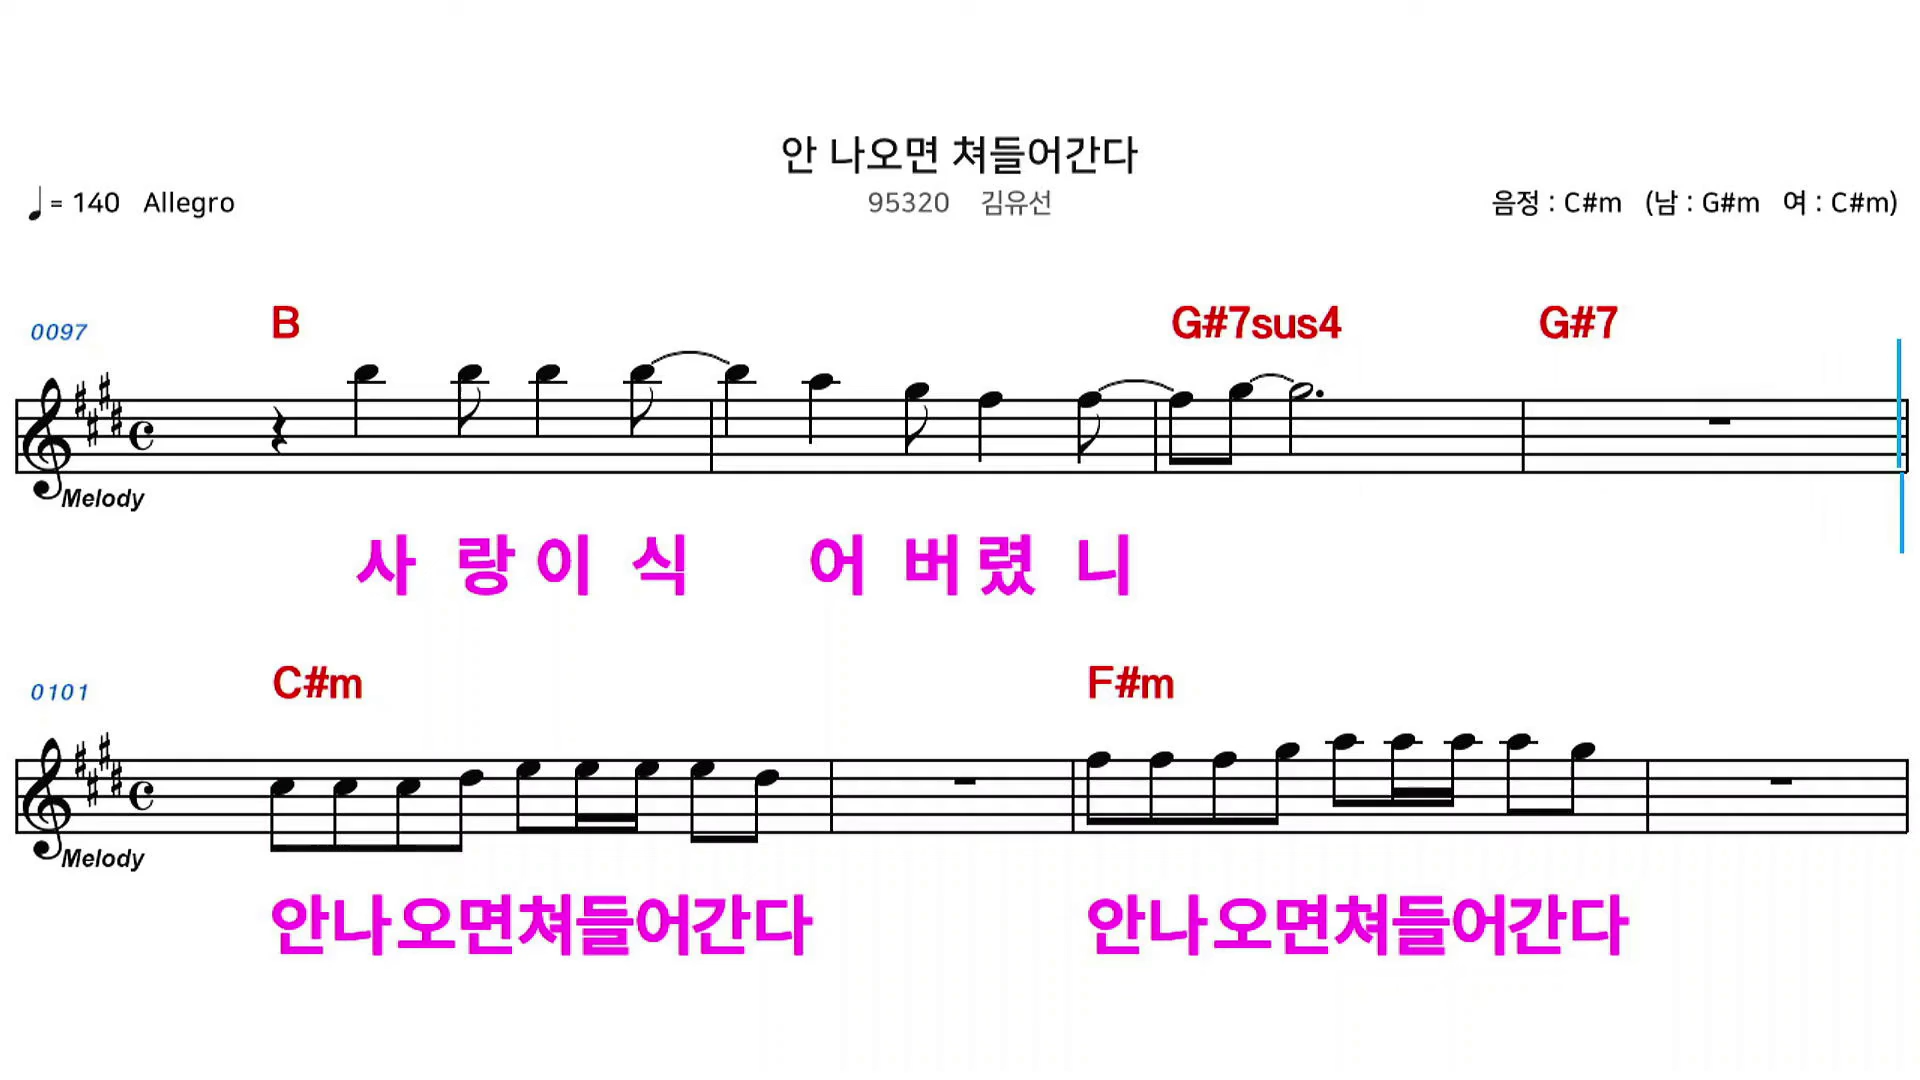 안 나오면 쳐들어간다
♩ = 140 Allegro 95320 김유선 음정 : C#m (남 : G#m 여 : C#m)
0097 B G#7sus4 G#7
Melody
사 랑 이 식 어 버 렸 니
0101 C#m F#m
Melody
안나오면쳐들어간다 안나오면쳐들어간다